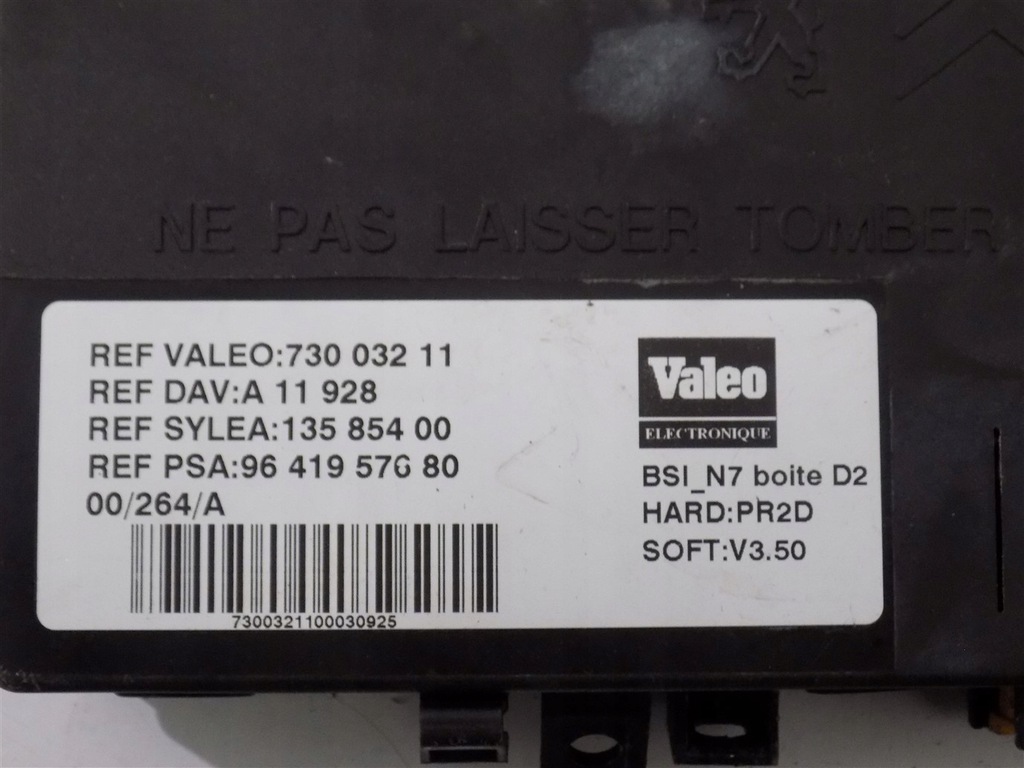 NE PAS LAISSER TOMBER
REF VALEO:730 032 11
REF DAV:A 11 928
REF SYLEA:135 854 00
REF PSA:96 419 576 80
00/264/A
7300321100030925
Valeo
ELECTRONIQUE
BSI_N7 boite D2
HARD:PR2D
SOFT:V3.50